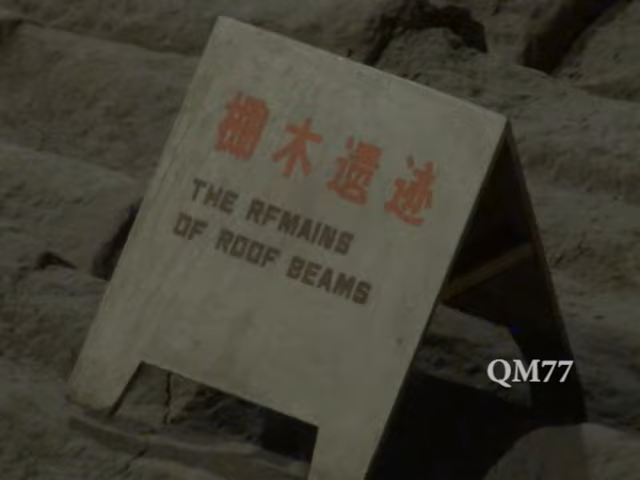 棚木遗迹
THE RFMAINS
OF ROOF BEAMS
QM77